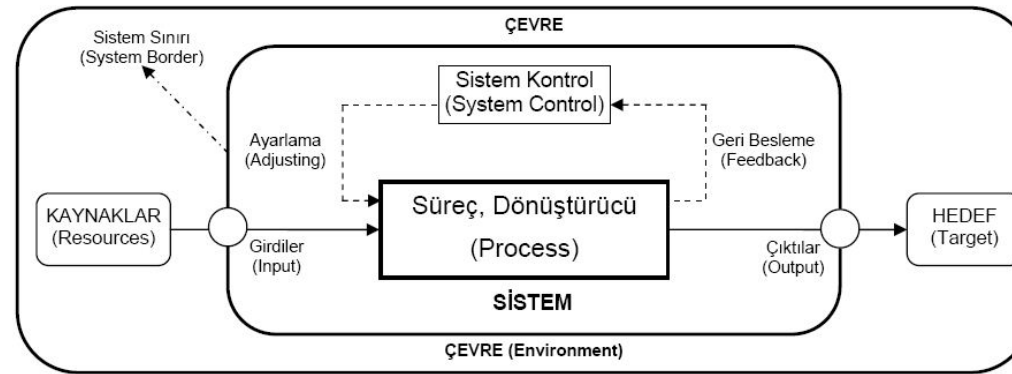 ÇEVRE
Sistem Sınırı
(System Border)
Sistem Kontrol
(System Control)
Ayarlama
(Adjusting)
Geri Besleme
(Feedback)
KAYNAKLAR
(Resources)
Girdiler
(Input)
Süreç, Dönüştürücü
(Process)
Çıktılar
(Output)
HEDEF
(Target)
SİSTEM
ÇEVRE (Environment)